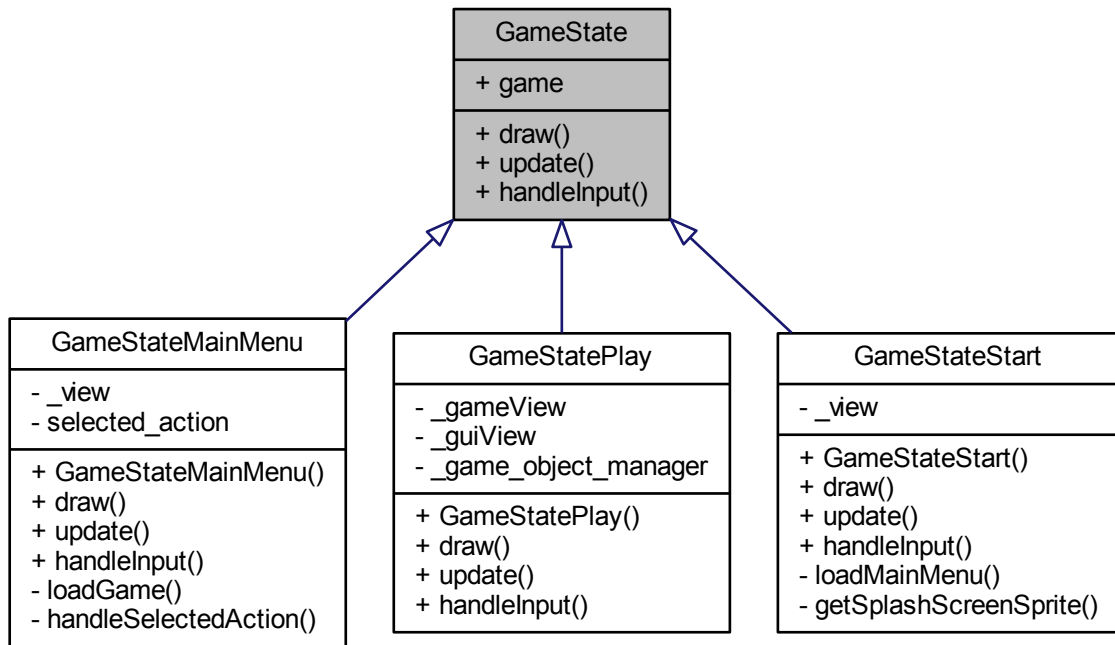 GameState
+ game
+ draw()
+ update()
+ handleInput()
GameStateMainMenu
- _view
- selected_action
+ GameStateMainMenu()
+ draw()
+ update()
+ handleInput()
- loadGame()
- handleSelectedAction()
GameStatePlay
- _gameView
- _guiView
- _game_object_manager
+ GameStatePlay()
+ draw()
+ update()
+ handleInput()
GameStateStart
- _view
+ GameStateStart()
+ draw()
+ update()
+ handleInput()
- loadMainMenu()
- getSplashScreenSprite()